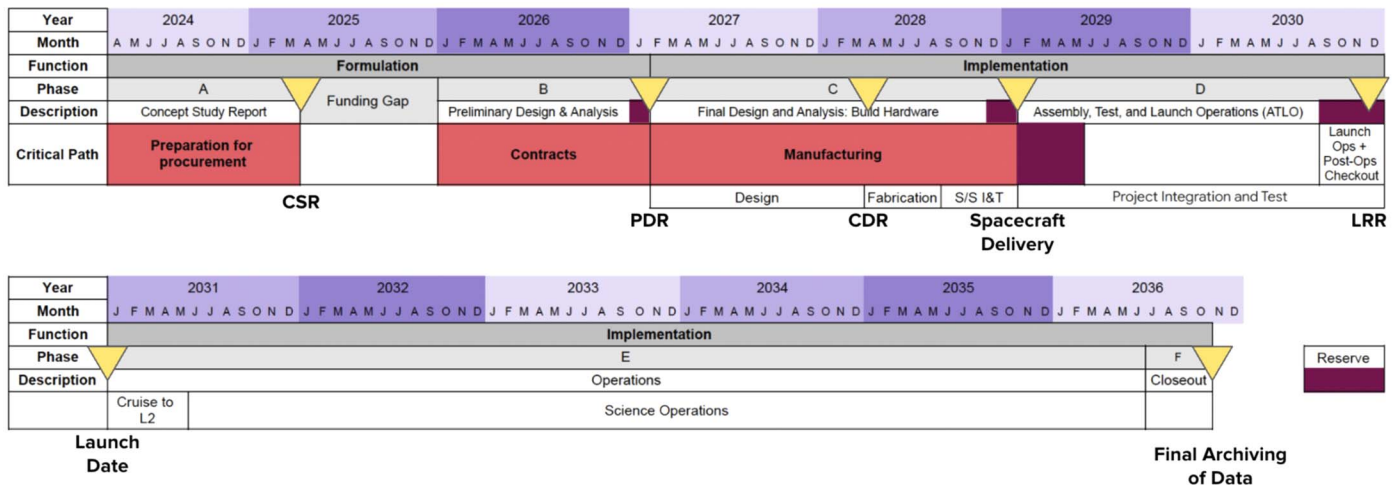 Year 2024 2025 2026 2027 2028 2029 2030
Month A M J J A S O N D J F M A M J J A S O N D J F M A M J J A S O N D J F M A M J J A S O N D J F M A M J J A S O N D J F M A M J J A S O N D J F M A M J J A S O N D
Function Formulation Implementation
Phase A Funding Gap B C D
Description Concept Study Report Preliminary Design & Analysis Final Design and Analysis: Build Hardware Assembly, Test, and Launch Operations (ATLO)
Critical Path Preparation for procurement Contracts Manufacturing Launch Ops + Post-Ops Checkout
Design Fabrication S/S I&T Project Integration and Test
CSR PDR CDR Spacecraft Delivery LRR
Year 2031 2032 2033 2034 2035 2036
Month J F M A M J J A S O N D J F M A M J J A S O N D J F M A M J J A S O N D J F M A M J J A S O N D J F M A M J J A S O N D J F M A M J J A S O N D
Function Implementation
Phase E F Reserve
Description Operations Closeout
Cruise to L2 Science Operations
Launch Date
Final Archiving of Data